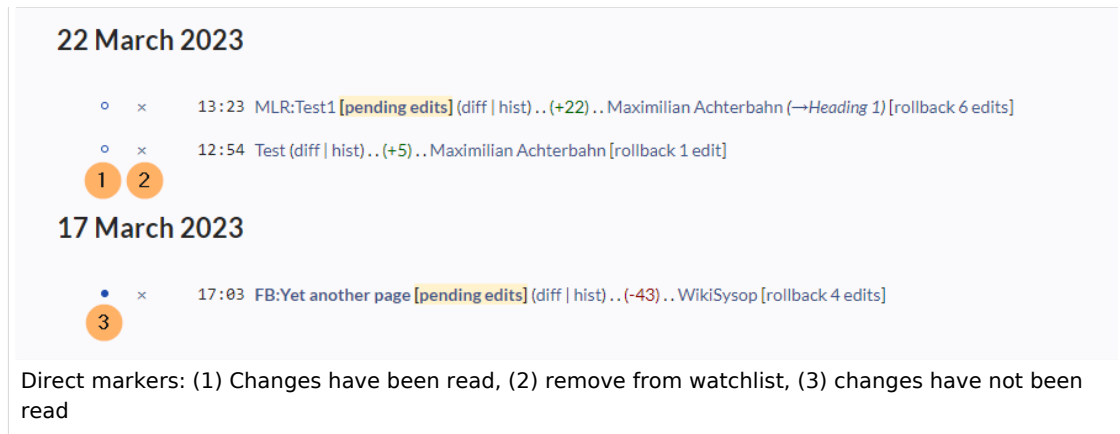 22 March 2023
× 13:23 MLR:Test1 [pending edits] (diff | hist) . . (+22) . . Maximilian Achterbahn (→Heading 1) [rollback 6 edits]
× 12:54 Test (diff | hist) . . (+5) . . Maximilian Achterbahn [rollback 1 edit]
1 2
17 March 2023
× 17:03 FB:Yet another page [pending edits] (diff | hist) . . (-43) . . WikiSysop [rollback 4 edits]
3
Direct markers: (1) Changes have been read, (2) remove from watchlist, (3) changes have not been
read